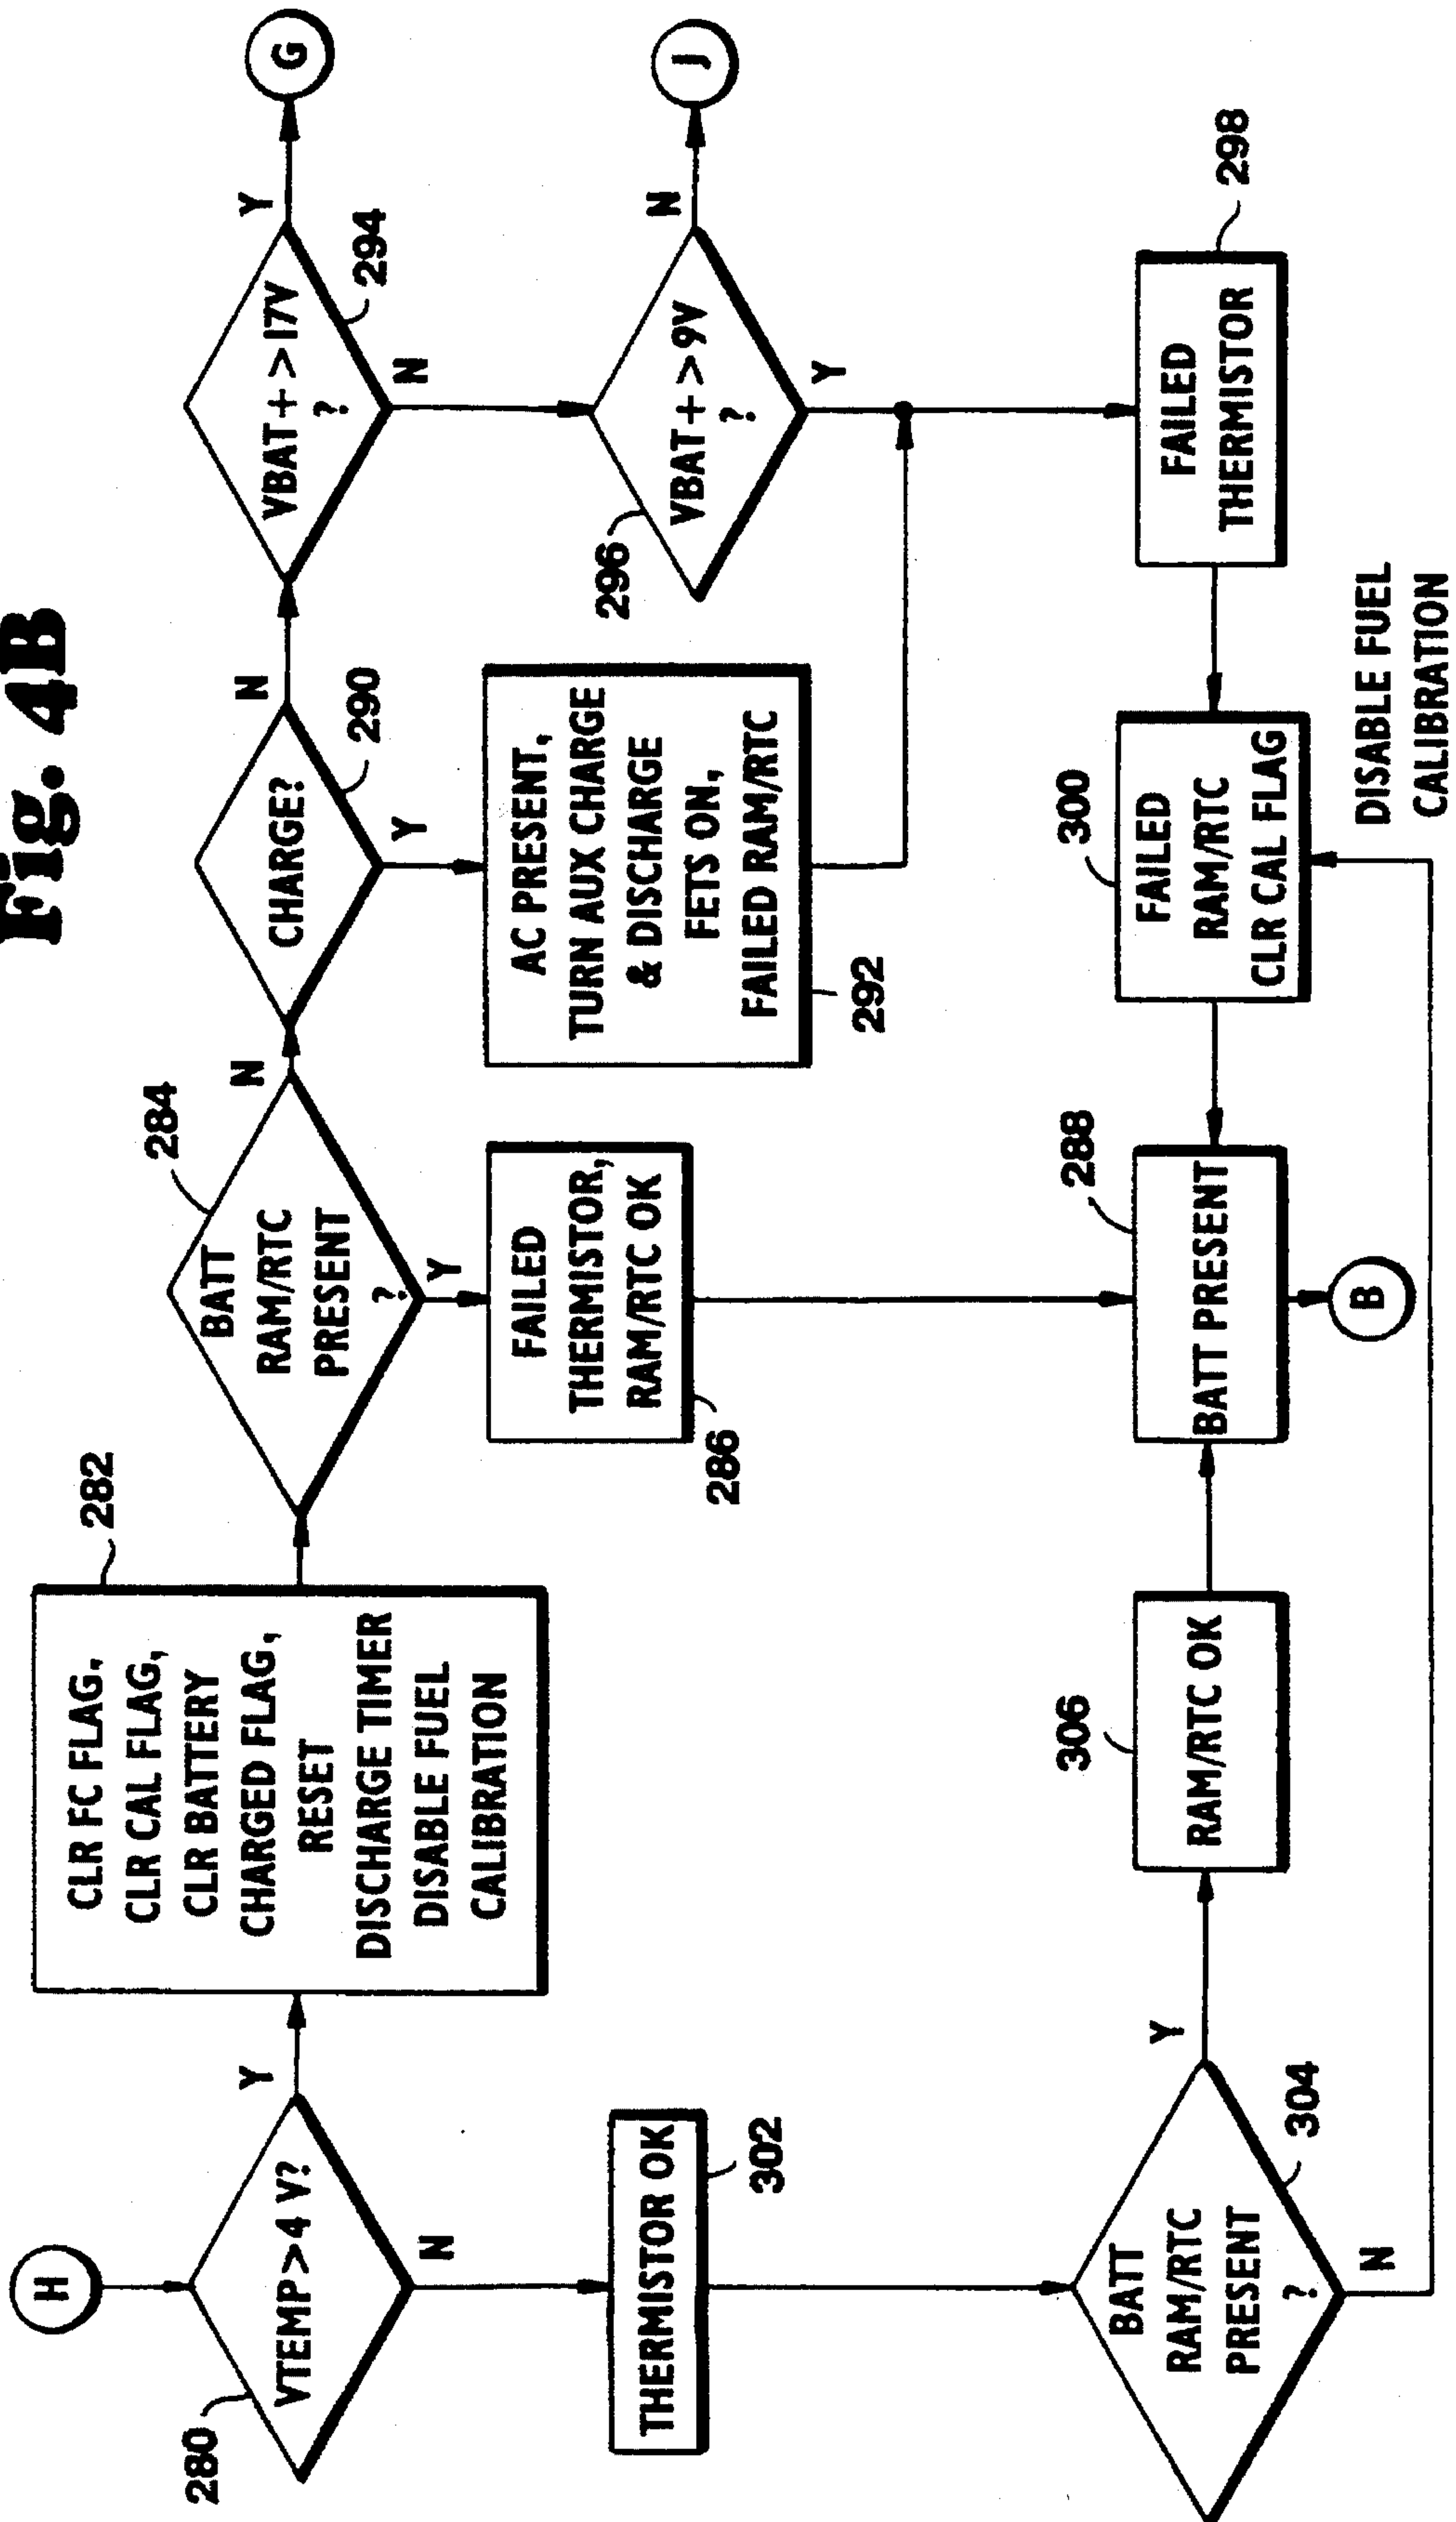 Fig. 4B
H
280
VTEMP>4 V?
Y
N
282
CLR FC FLAG.
CLR CAL FLAG,
CLR BATTERY
CHARGED FLAG,
RESET
DISCHARGE TIMER
DISABLE FUEL
CALIBRATION
284
BATT
RAM/RTC
PRESENT
?
N
Y
CHARGE?
290
N
Y
VBAT+>17V
?
294
Y
N
G
302
THERMISTOR OK
286
FAILED
THERMISTOR,
RAM/RTC OK
AC PRESENT,
TURN AUX CHARGE
& DISCHARGE
FETS ON,
FAILED RAM/RTC
292
296
VBAT+>9V
?
N
Y
J
BATT
RAM/RTC
PRESENT
?
304
Y
N
306
RAM/RTC OK
288
BATT PRESENT
B
300
FAILED
RAM/RTC
CLR CAL FLAG
298
FAILED
THERMISTOR
DISABLE FUEL
CALIBRATION